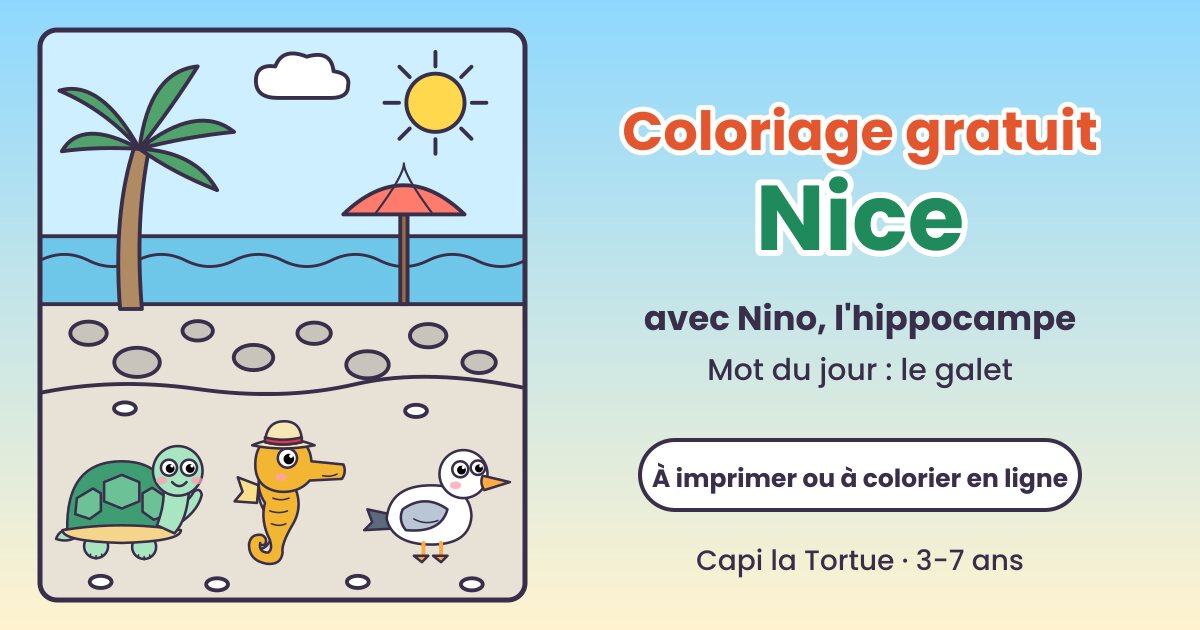 Coloriage gratuit
Nice
avec Nino, l'hippocampe
Mot du jour : le galet
À imprimer ou à colorier en ligne
Capi la Tortue · 3-7 ans